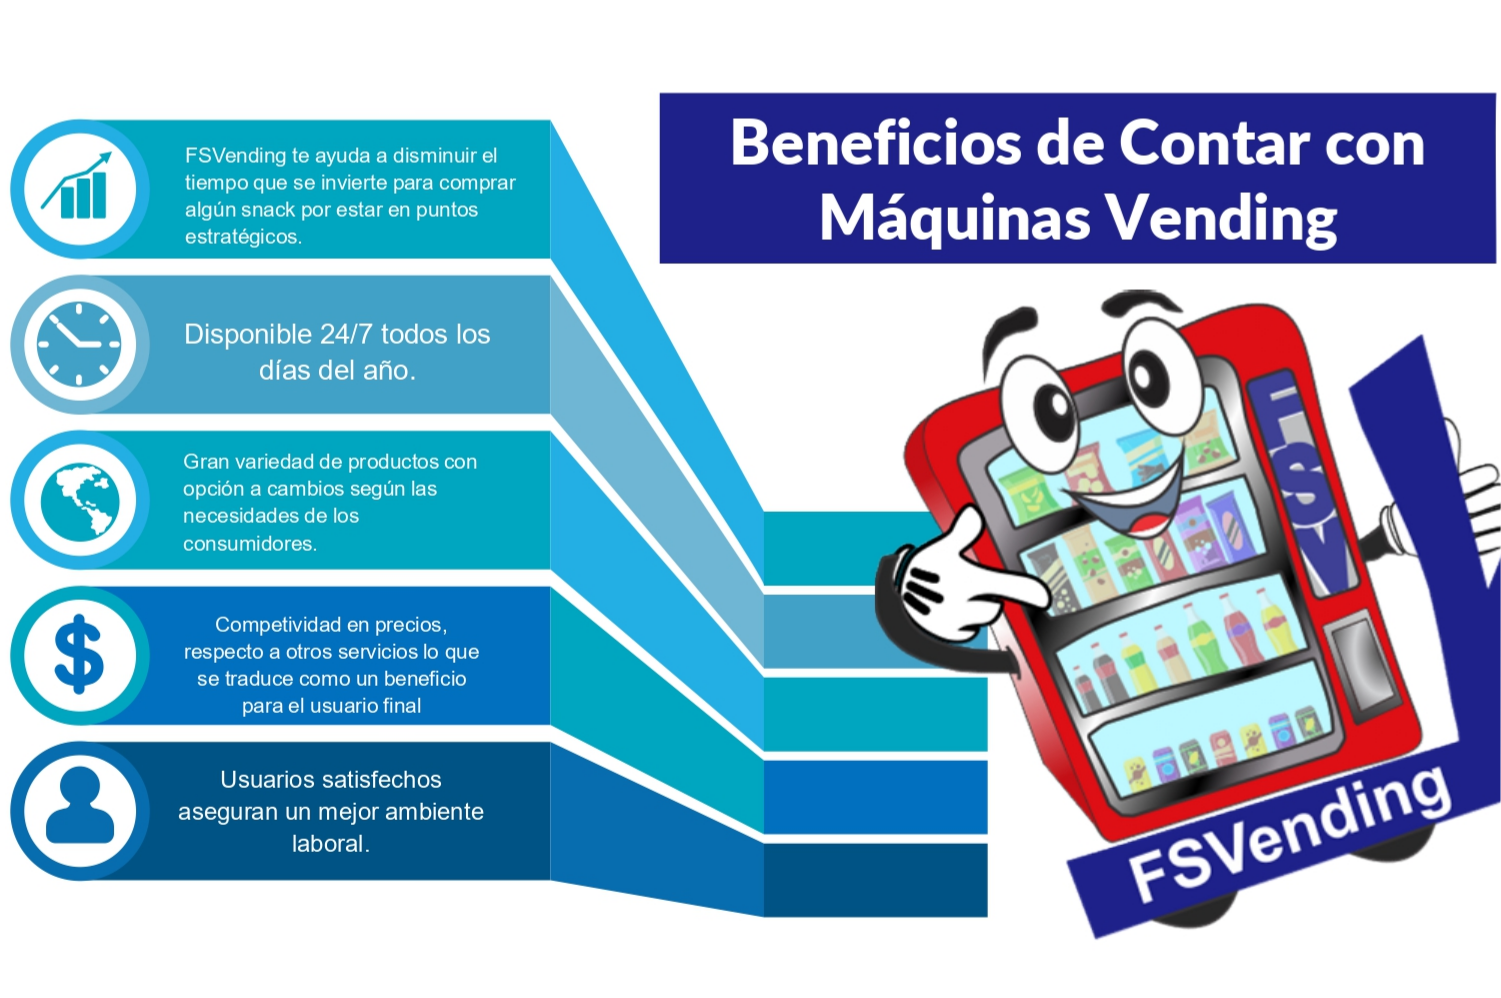 Beneficios de Contar con
Máquinas Vending
FSVending te ayuda a disminuir el
tiempo que se invierte para comprar
algún snack por estar en puntos
estratégicos.
Disponible 24/7 todos los
días del año.
Gran variedad de productos con
opción a cambios según las
necesidades de los
consumidores.
Competividad en precios,
respecto a otros servicios lo que
se traduce como un beneficio
para el usuario final
Usuarios satisfechos
aseguran un mejor ambiente
laboral.
FSV
FSVending